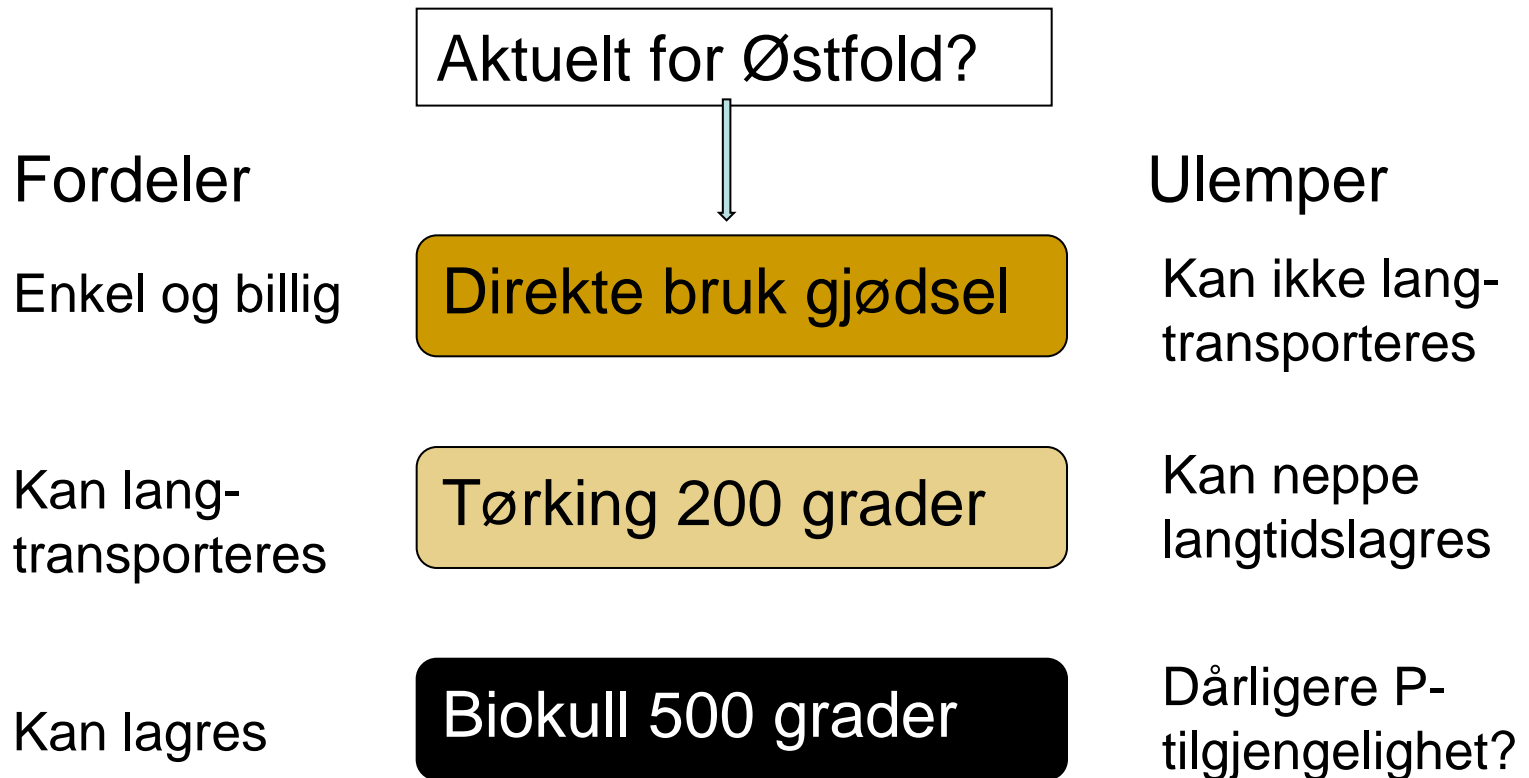 Aktuelt for Østfold?
Fordeler
Ulemper
Enkel og billig
Direkte bruk gjødsel
Kan ikke lang-
transporteres
Kan lang-
transporteres
Tørking 200 grader
Kan neppe
langtidslagres
Kan lagres
Biokull 500 grader
Dårligere P-
tilgjengelighet?